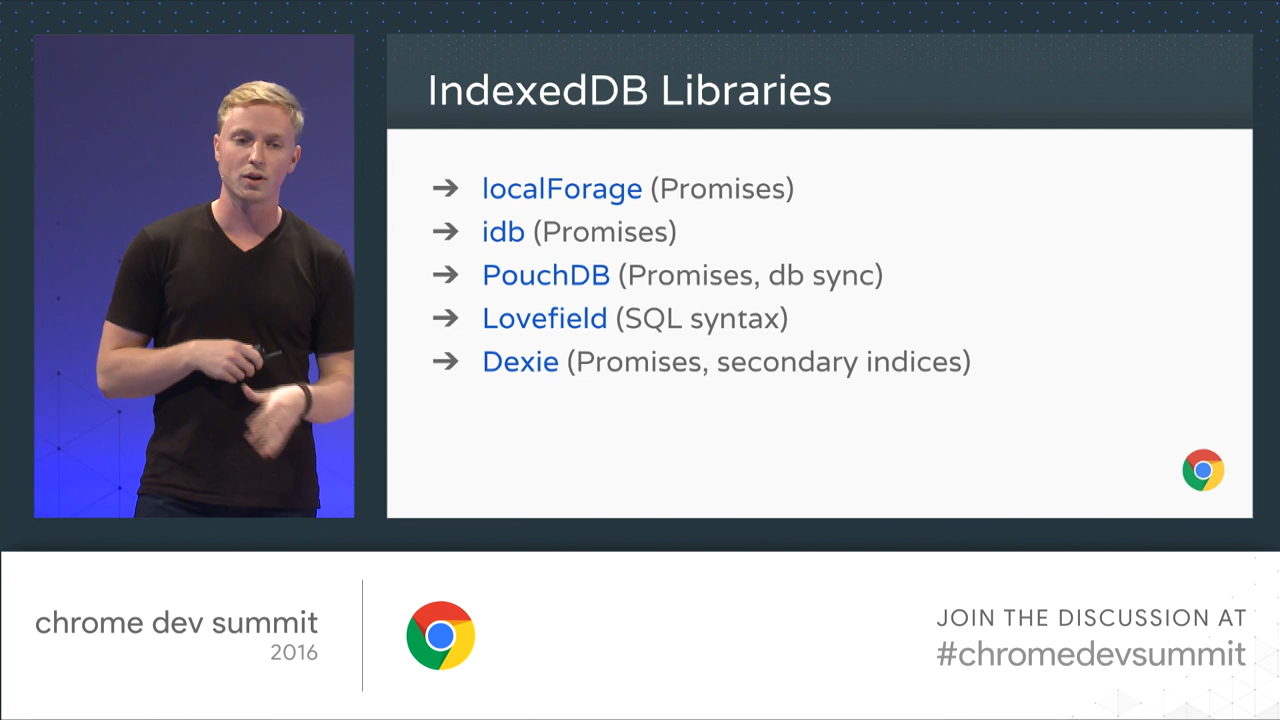 IndexedDB Libraries
➔ localForage (Promises)
➔ idb (Promises)
➔ PouchDB (Promises, db sync)
➔ Lovefield (SQL syntax)
➔ Dexie (Promises, secondary indices)
chrome dev summit
2016
JOIN THE DISCUSSION AT
#chromedevsummit